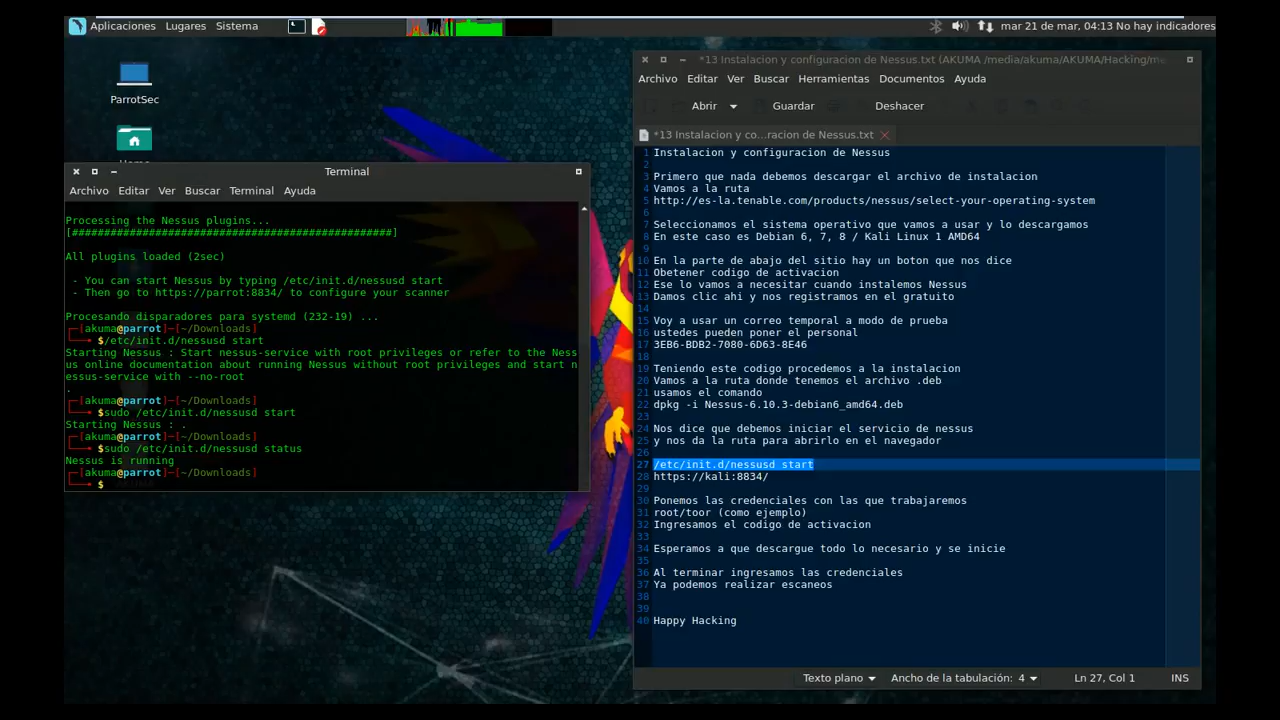 Aplicaciones Lugares Sistema
mar 21 de mar, 04:13 No hay indicadores
ParrotSec
Terminal
Archivo Editar Ver Buscar Terminal Ayuda
Processing the Nessus plugins...
[##################################################]
All plugins loaded (2sec)
- You can start Nessus by typing /etc/init.d/nessusd start
- Then go to https://parrot:8834/ to configure your scanner
Procesando disparadores para systemd (232-19) ...
[akuma@parrot]-[~/Downloads]
$/etc/init.d/nessusd start
Starting Nessus : Start nessus-service with root privileges or refer to the Ness
us online documentation about running Nessus without root privileges and start n
essus-service with --no-root
.
[akuma@parrot]-[~/Downloads]
$sudo /etc/init.d/nessusd start
Starting Nessus : .
[akuma@parrot]-[~/Downloads]
$sudo /etc/init.d/nessusd status
Nessus is running
[akuma@parrot]-[~/Downloads]
$
*13 Instalacion y configuracion de Nessus.txt (AKUMA /media/akuma/AKUMA/Hacking/me
Archivo Editar Ver Buscar Herramientas Documentos Ayuda
Abrir Guardar Deshacer
*13 Instalacion y co...racion de Nessus.txt
1 Instalacion y configuracion de Nessus
2
3 Primero que nada debemos descargar el archivo de instalacion
4 Vamos a la ruta
5 http://es-la.tenable.com/products/nessus/select-your-operating-system
6
7 Seleccionamos el sistema operativo que vamos a usar y lo descargamos
8 En este caso es Debian 6, 7, 8 / Kali Linux 1 AMD64
9
10 En la parte de abajo del sitio hay un boton que nos dice
11 Obetener codigo de activacion
12 Ese lo vamos a necesitar cuando instalemos Nessus
13 Damos clic ahi y nos registramos en el gratuito
14
15 Voy a usar un correo temporal a modo de prueba
16 ustedes pueden poner el personal
17 3EB6-BDB2-7080-6D63-8E46
18
19 Teniendo este codigo procedemos a la instalacion
20 Vamos a la ruta donde tenemos el archivo .deb
21 usamos el comando
22 dpkg -i Nessus-6.10.3-debian6_amd64.deb
23
24 Nos dice que debemos iniciar el servicio de nessus
25 y nos da la ruta para abrirlo en el navegador
26
27 /etc/init.d/nessusd start
28 https://kali:8834/
29
30 Ponemos las credenciales con las que trabajaremos
31 root/toor (como ejemplo)
32 Ingresamos el codigo de activacion
33
34 Esperamos a que descargue todo lo necesario y se inicie
35
36 Al terminar ingresamos las credenciales
37 Ya podemos realizar escaneos
38
39
40 Happy Hacking
Texto plano Ancho de la tabulación: 4 Ln 27, Col 1 INS